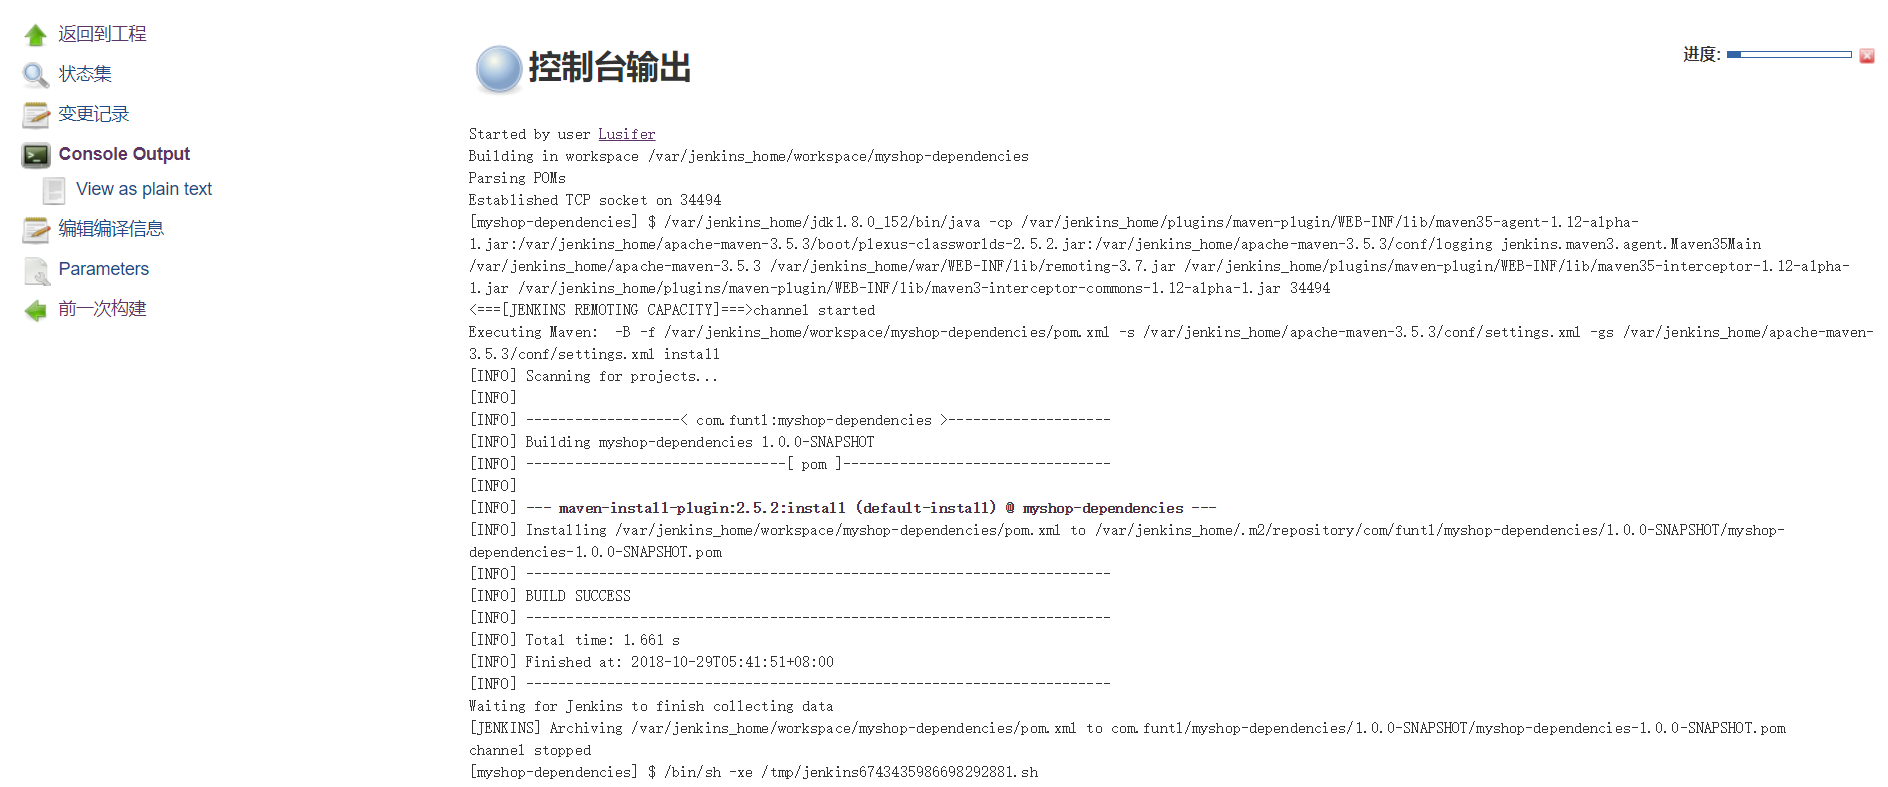 返回到工程
状态集
变更记录
Console Output
View as plain text
编辑编译信息
Parameters
前一次构建
控制台输出
进度:
Started by user Lusifer
Building in workspace /var/jenkins_home/workspace/myshop-dependencies
Parsing POMs
Established TCP socket on 34494
[myshop-dependencies] $ /var/jenkins_home/jdk1.8.0_152/bin/java -cp /var/jenkins_home/plugins/maven-plugin/WEB-INF/lib/maven35-agent-1.12-alpha-
1.jar:/var/jenkins_home/apache-maven-3.5.3/boot/plexus-classworlds-2.5.2.jar:/var/jenkins_home/apache-maven-3.5.3/conf/logging jenkins.maven3.agent.Maven35Main
/var/jenkins_home/apache-maven-3.5.3 /var/jenkins_home/war/WEB-INF/lib/remoting-3.7.jar /var/jenkins_home/plugins/maven-plugin/WEB-INF/lib/maven35-interceptor-1.12-alpha-
1.jar /var/jenkins_home/plugins/maven-plugin/WEB-INF/lib/maven3-interceptor-commons-1.12-alpha-1.jar 34494
<===[JENKINS REMOTING CAPACITY]===>channel started
Executing Maven:  -B -f /var/jenkins_home/workspace/myshop-dependencies/pom.xml -s /var/jenkins_home/apache-maven-3.5.3/conf/settings.xml -gs /var/jenkins_home/apache-maven-
3.5.3/conf/settings.xml install
[INFO] Scanning for projects...
[INFO]
[INFO] -------------------< com.funtl:myshop-dependencies >--------------------
[INFO] Building myshop-dependencies 1.0.0-SNAPSHOT
[INFO] --------------------------------[ pom ]---------------------------------
[INFO]
[INFO] --- maven-install-plugin:2.5.2:install (default-install) @ myshop-dependencies ---
[INFO] Installing /var/jenkins_home/workspace/myshop-dependencies/pom.xml to /var/jenkins_home/.m2/repository/com/funtl/myshop-dependencies/1.0.0-SNAPSHOT/myshop-
dependencies-1.0.0-SNAPSHOT.pom
[INFO] ------------------------------------------------------------------------
[INFO] BUILD SUCCESS
[INFO] ------------------------------------------------------------------------
[INFO] Total time: 1.661 s
[INFO] Finished at: 2018-10-29T05:41:51+08:00
[INFO] ------------------------------------------------------------------------
Waiting for Jenkins to finish collecting data
[JENKINS] Archiving /var/jenkins_home/workspace/myshop-dependencies/pom.xml to com.funtl/myshop-dependencies/1.0.0-SNAPSHOT/myshop-dependencies-1.0.0-SNAPSHOT.pom
channel stopped
[myshop-dependencies] $ /bin/sh -xe /tmp/jenkins6743435986698292881.sh